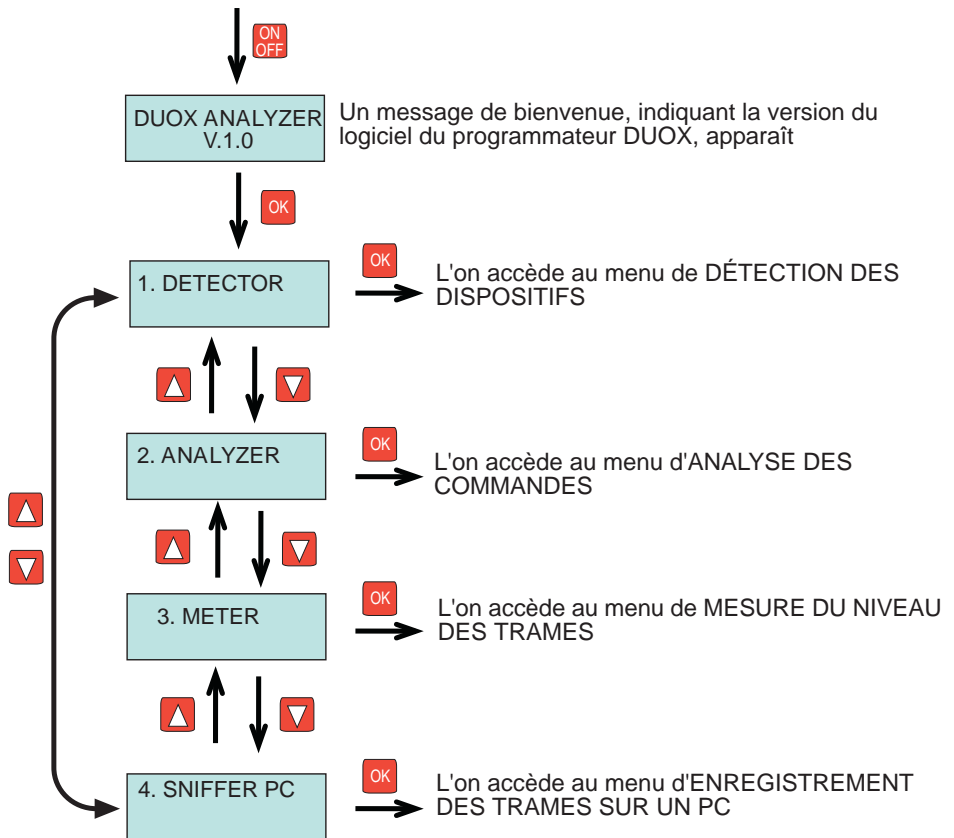 ON
OFF
DUOX ANALYZER
V.1.0
Un message de bienvenue, indiquant la version du
logiciel du programmateur DUOX, apparaît
OK
1. DETECTOR
OK
L'on accède au menu de DÉTECTION DES
DISPOSITIFS
2. ANALYZER
OK
L'on accède au menu d'ANALYSE DES
COMMANDES
3. METER
OK
L'on accède au menu de MESURE DU NIVEAU
DES TRAMES
4. SNIFFER PC
OK
L'on accède au menu d'ENREGISTREMENT
DES TRAMES SUR UN PC